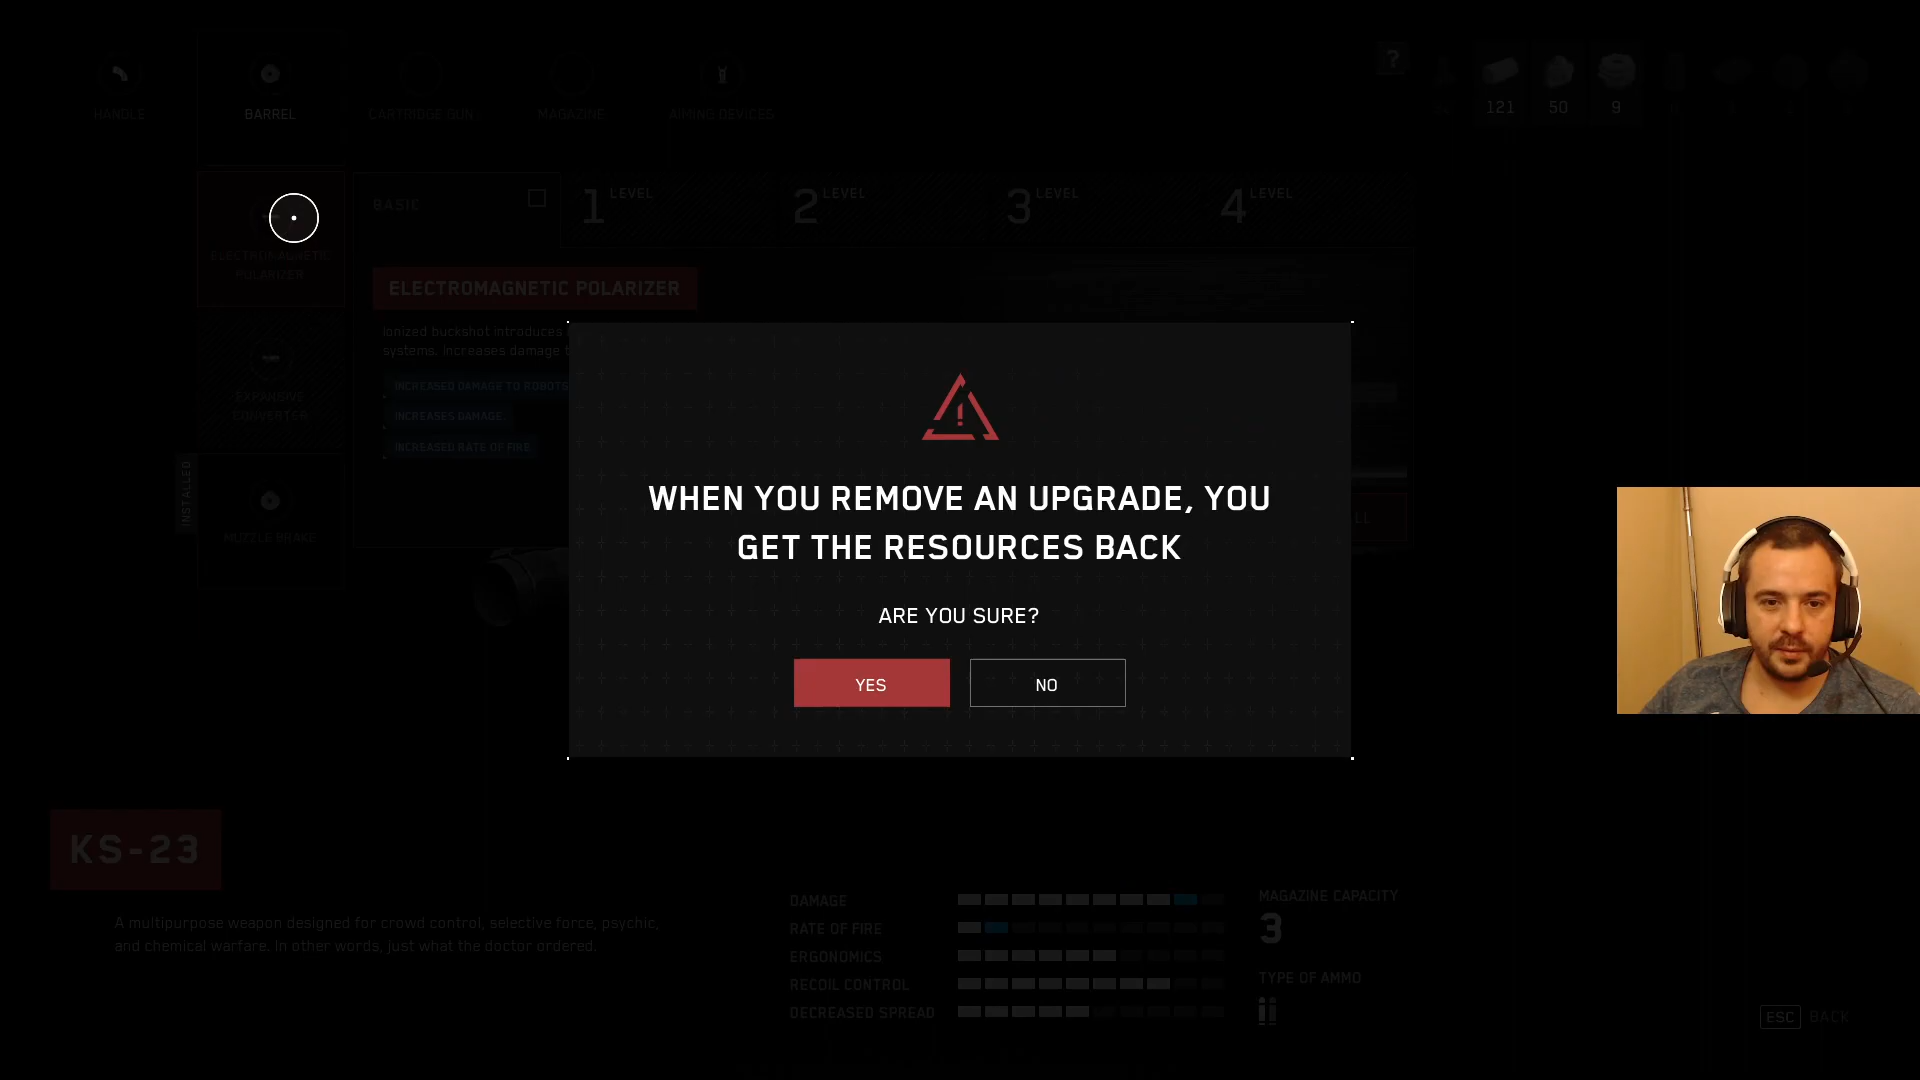 HANDLE
BARREL
CARTRIDGE GUN
MAGAZINE
AIMING DEVICES
?
121
50
9
BASIC
1 LEVEL
2 LEVEL
3 LEVEL
4 LEVEL
ELECTROMAGNETIC
POLARIZER
ELECTROMAGNETIC POLARIZER
Ionized buckshot introduces
systems. Increases damage
INCREASED DAMAGE TO ROBOTS
INCREASES DAMAGE
INCREASED RATE OF FIRE
EXPANSIVE
CONVERTER
INSTALLED
MUZZLE BRAKE
WHEN YOU REMOVE AN UPGRADE, YOU
GET THE RESOURCES BACK
ARE YOU SURE?
YES
NO
KS-23
A multipurpose weapon designed for crowd control, selective force, psychic,
and chemical warfare. In other words, just what the doctor ordered.
DAMAGE
RATE OF FIRE
ERGONOMICS
RECOIL CONTROL
DECREASED SPREAD
MAGAZINE CAPACITY
3
TYPE OF AMMO
ESC BACK